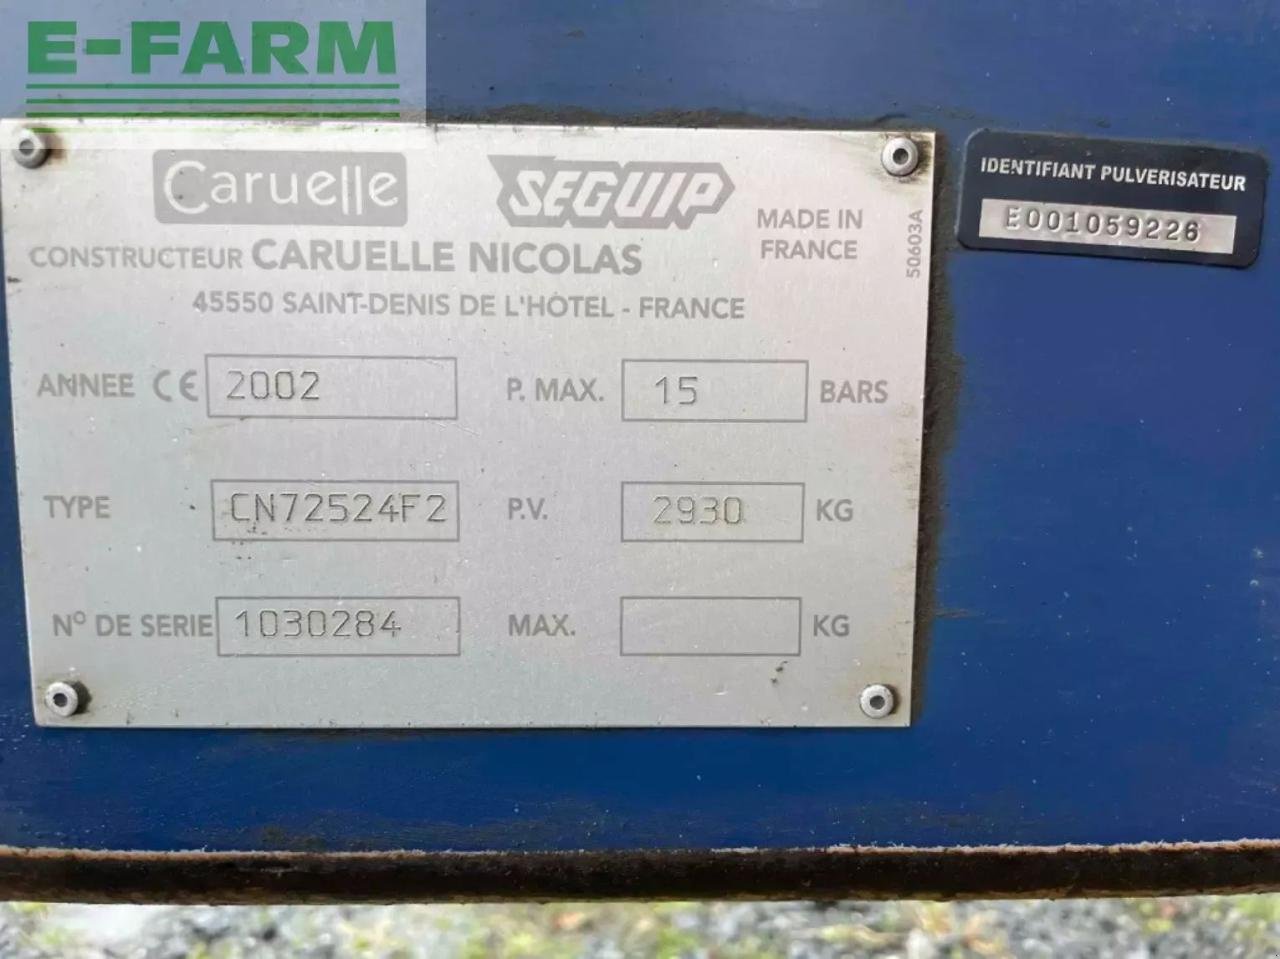 E-FARM
Caruelle SEGUIP
MADE IN
FRANCE
50603A
CONSTRUCTEUR CARUELLE NICOLAS
45550 SAINT-DENIS DE L'HÔTEL - FRANCE
ANNEE CE 2002 P. MAX. 15 BARS
TYPE CN72524F2 P.V. 2930 KG
N° DE SERIE 1030284 MAX. KG
IDENTIFIANT PULVERISATEUR
E001059226